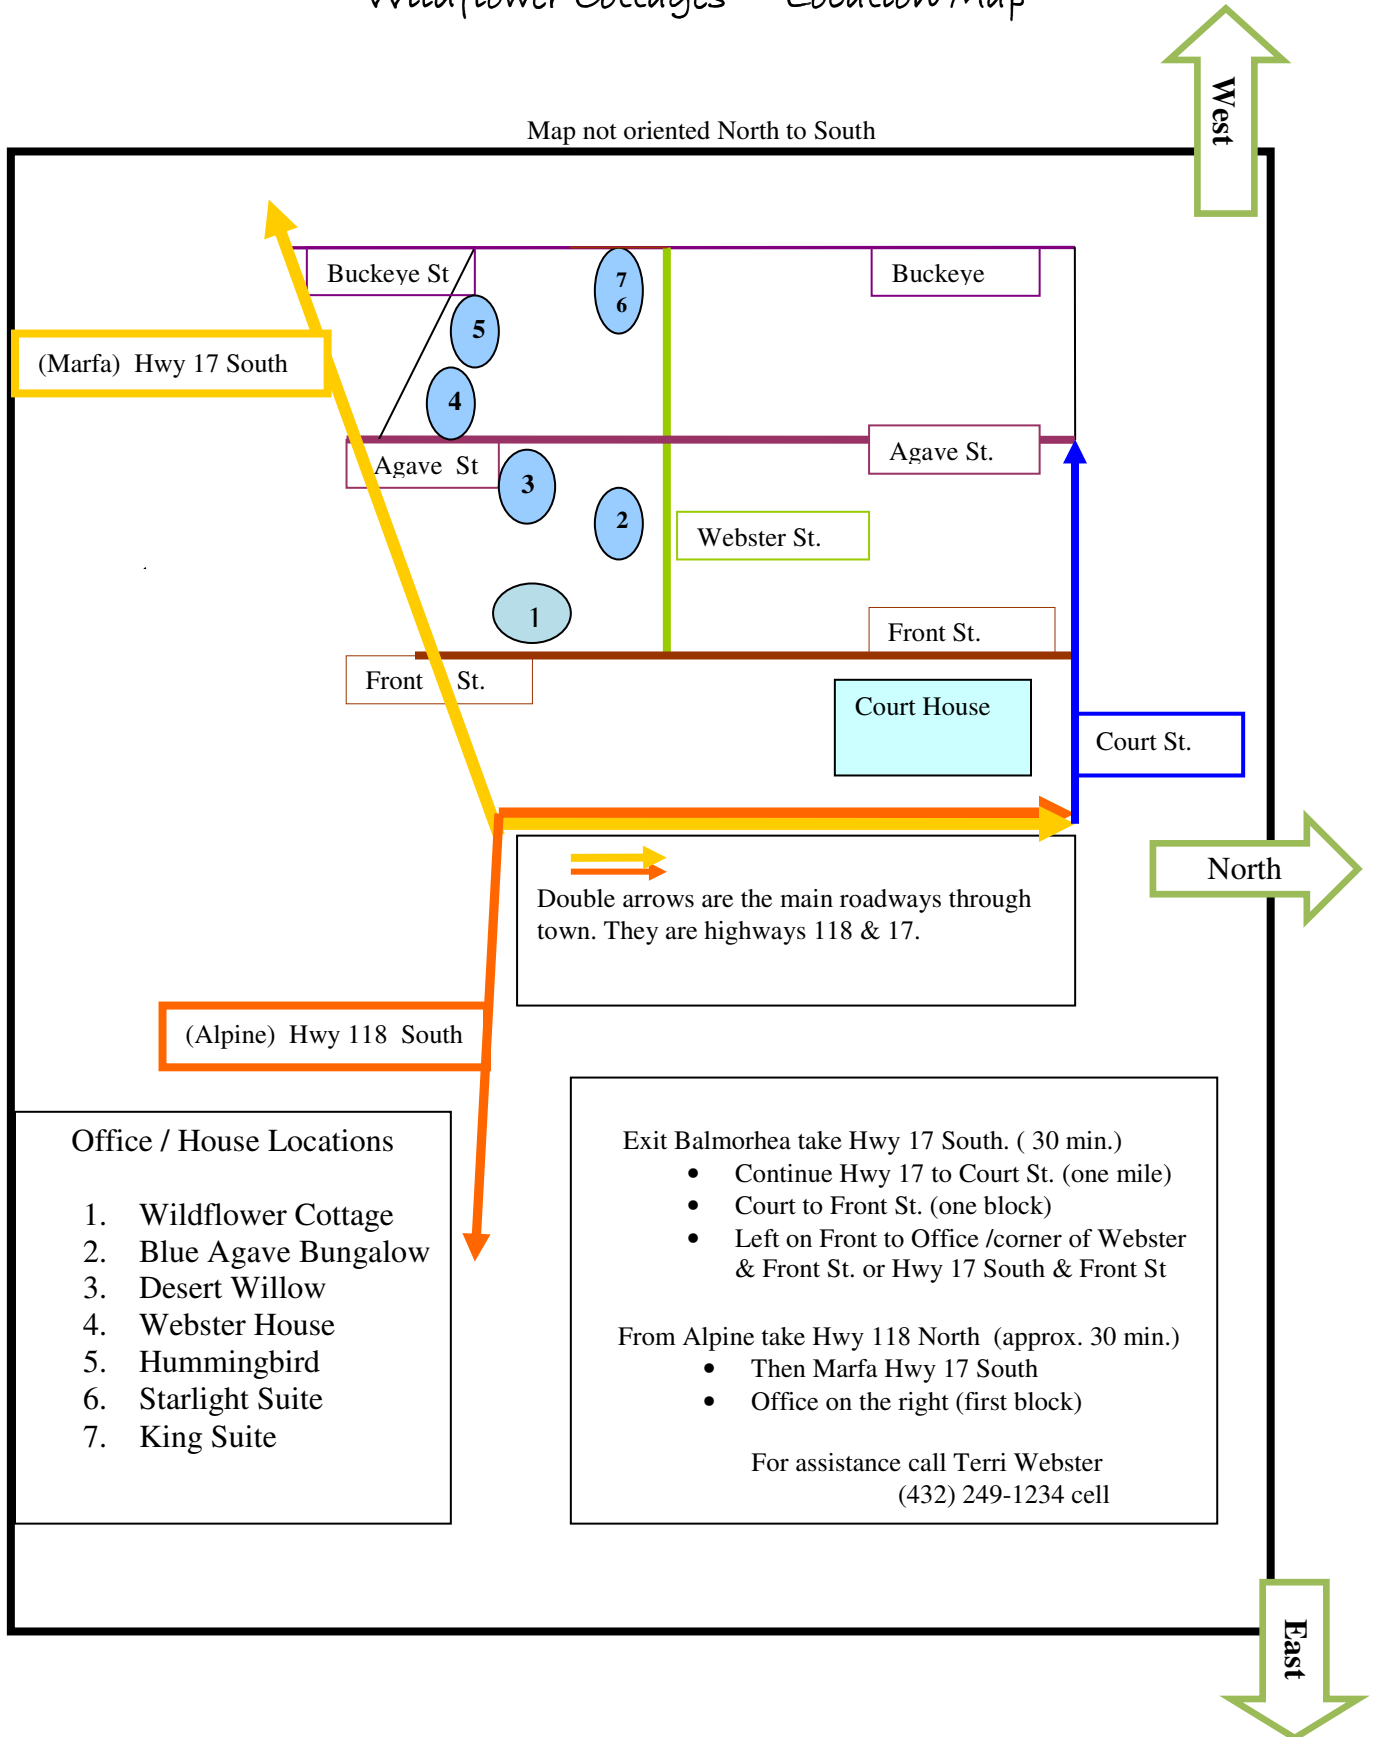 Wildflower Cottages Location Map
West
Map not oriented North to South
Buckeye St
Buckeye
7
6
5
(Marfa) Hwy 17 South
4
Agave St
Agave St.
3
2
Webster St.
1
Front St.
Front St.
Court House
Court St.
North
Double arrows are the main roadways through
town. They are highways 118 & 17.
(Alpine) Hwy 118 South
Office / House Locations
1. Wildflower Cottage
2. Blue Agave Bungalow
3. Desert Willow
4. Webster House
5. Hummingbird
6. Starlight Suite
7. King Suite
Exit Balmorhea take Hwy 17 South. ( 30 min.)
• Continue Hwy 17 to Court St. (one mile)
• Court to Front St. (one block)
• Left on Front to Office /corner of Webster
& Front St. or Hwy 17 South & Front St
From Alpine take Hwy 118 North (approx. 30 min.)
• Then Marfa Hwy 17 South
• Office on the right (first block)
For assistance call Terri Webster
(432) 249-1234 cell
East